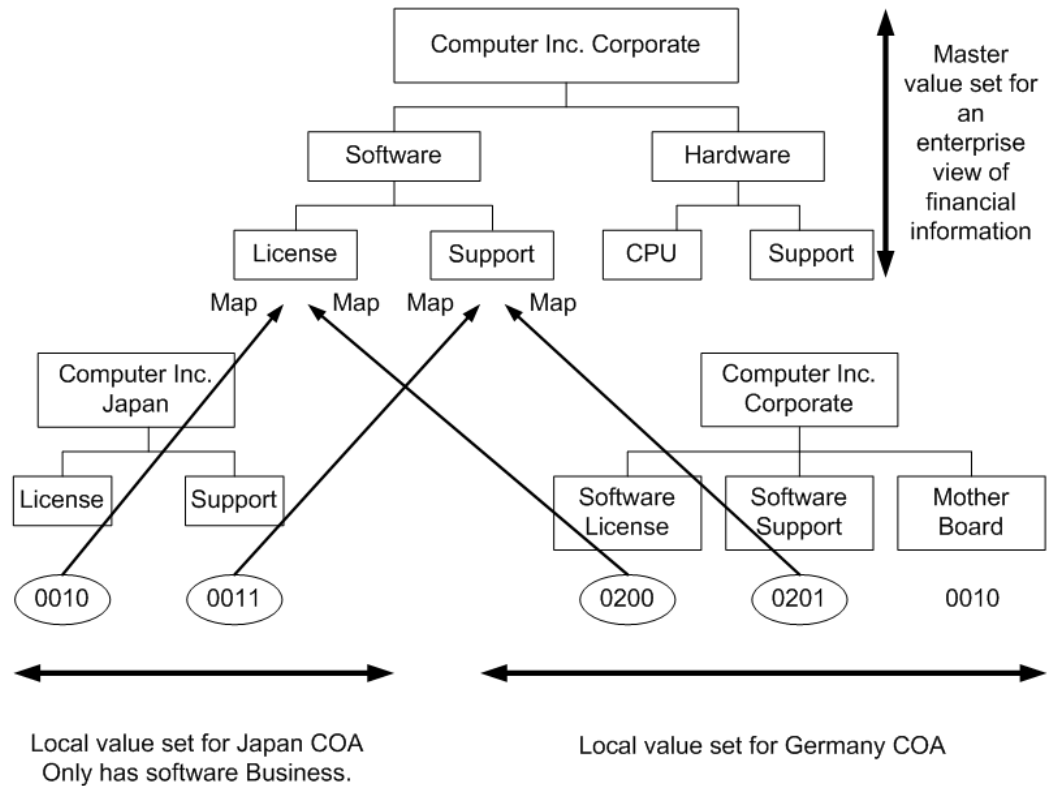 Computer Inc. Corporate
Master
value set for
an
enterprise
view of
financial
information
Software
Hardware
License
Support
CPU
Support
Map
Map
Map
Map
Computer Inc.
Japan
Computer Inc.
Corporate
License
Support
Software
License
Software
Support
Mother
Board
0010
0011
0200
0201
0010
Local value set for Japan COA
Only has software Business.
Local value set for Germany COA